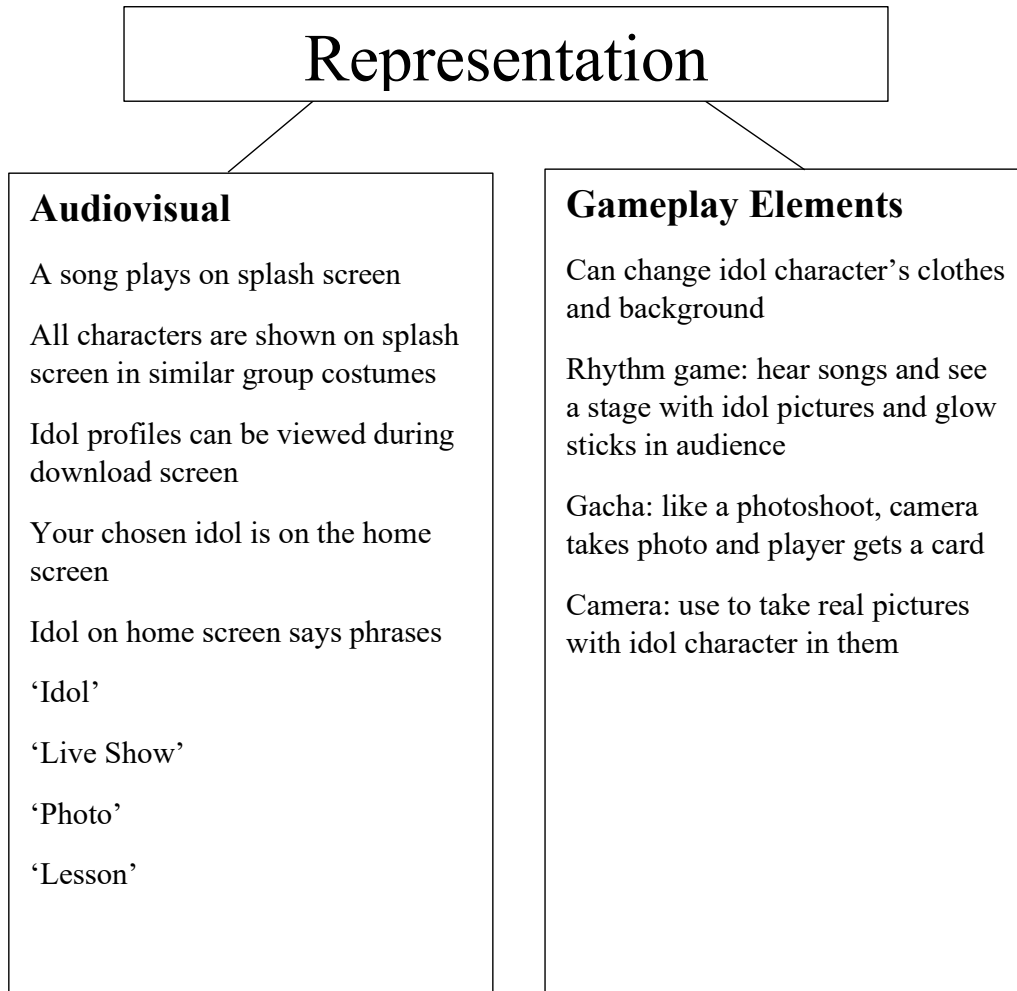 Representation
Audiovisual
A song plays on splash screen
All characters are shown on splash
screen in similar group costumes
Idol profiles can be viewed during
download screen
Your chosen idol is on the home
screen
Idol on home screen says phrases
‘Idol’
‘Live Show’
‘Photo’
‘Lesson’
Gameplay Elements
Can change idol character’s clothes
and background
Rhythm game: hear songs and see
a stage with idol pictures and glow
sticks in audience
Gacha: like a photoshoot, camera
takes photo and player gets a card
Camera: use to take real pictures
with idol character in them